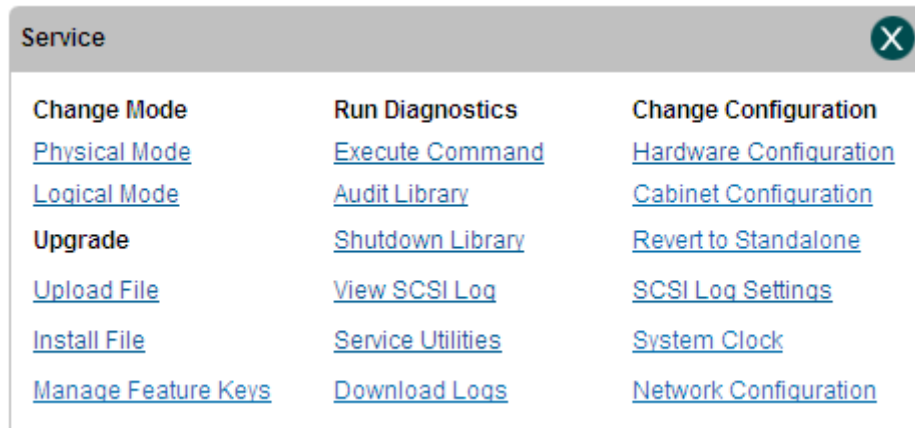 Service
X
Change Mode Run Diagnostics Change Configuration
Physical Mode Execute Command Hardware Configuration
Logical Mode Audit Library Cabinet Configuration
Upgrade Shutdown Library Revert to Standalone
Upload File View SCSI Log SCSI Log Settings
Install File Service Utilities System Clock
Manage Feature Keys Download Logs Network Configuration